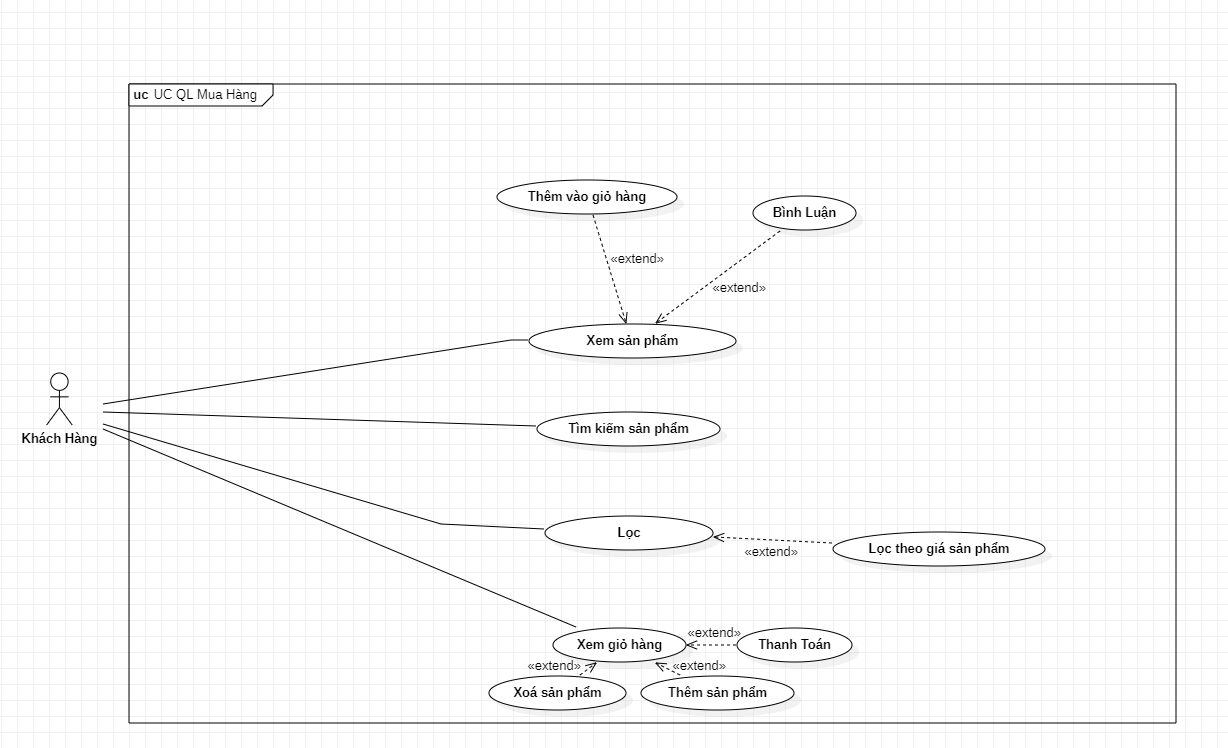 uc UC QL Mua Hàng
Thêm vào giỏ hàng
Bình Luận
«extend»
«extend»
Xem sản phẩm
Khách Hàng
Tìm kiếm sản phẩm
Lọc
«extend»
Lọc theo giá sản phẩm
Xem giỏ hàng
«extend»
Thanh Toán
«extend»
«extend»
Xoá sản phẩm
Thêm sản phẩm